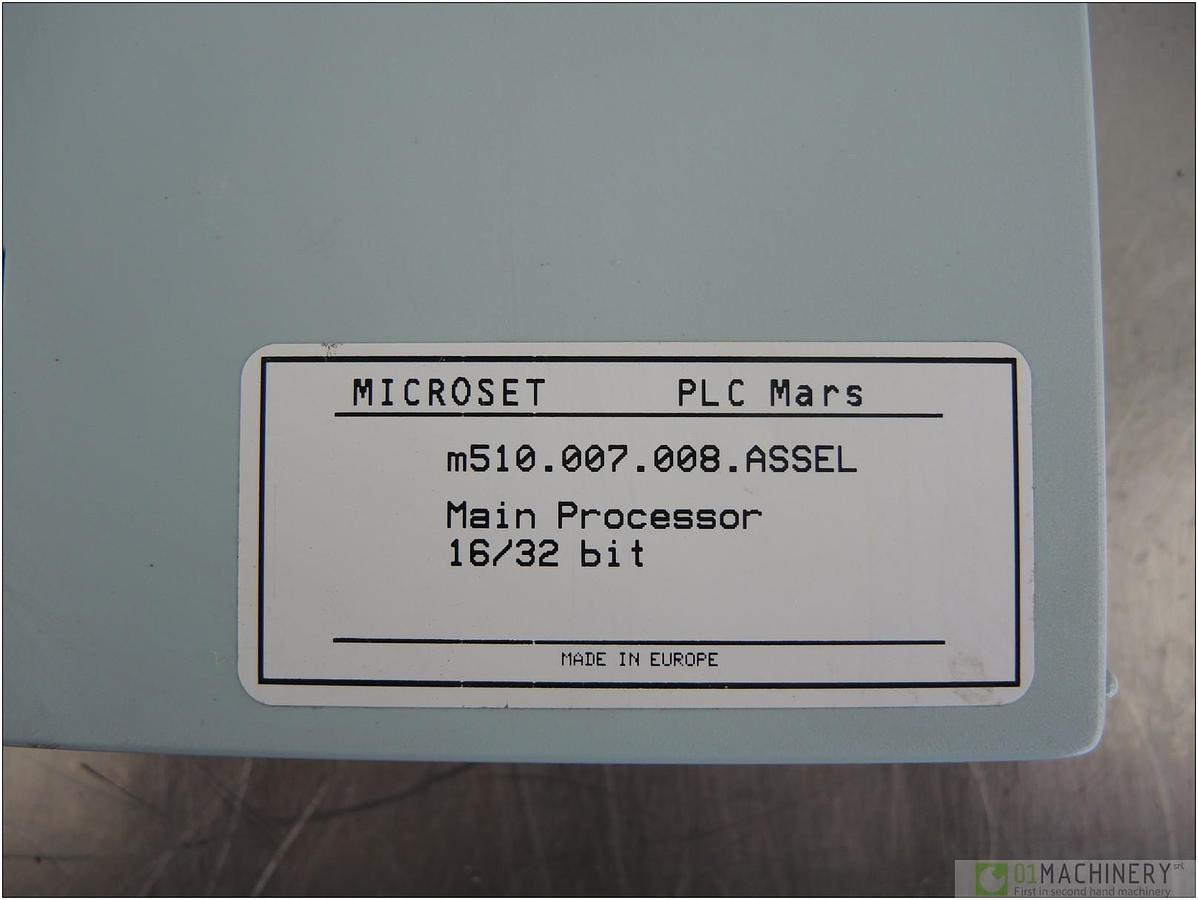 MICROSET PLC Mars
m510.007.008.ASSEL
Main Processor
16/32 bit
MADE IN EUROPE
01MACHINERY srl
First in second hand machinery.